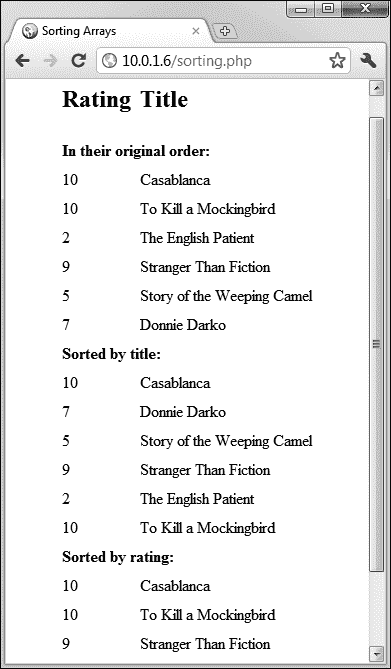 Sorting Arrays
10.0.1.6/sorting.php
Rating Title
In their original order:
10 Casablanca
10 To Kill a Mockingbird
2 The English Patient
9 Stranger Than Fiction
5 Story of the Weeping Camel
7 Donnie Darko
Sorted by title:
10 Casablanca
7 Donnie Darko
5 Story of the Weeping Camel
9 Stranger Than Fiction
2 The English Patient
10 To Kill a Mockingbird
Sorted by rating:
10 Casablanca
10 To Kill a Mockingbird
9 Stranger Than Fiction